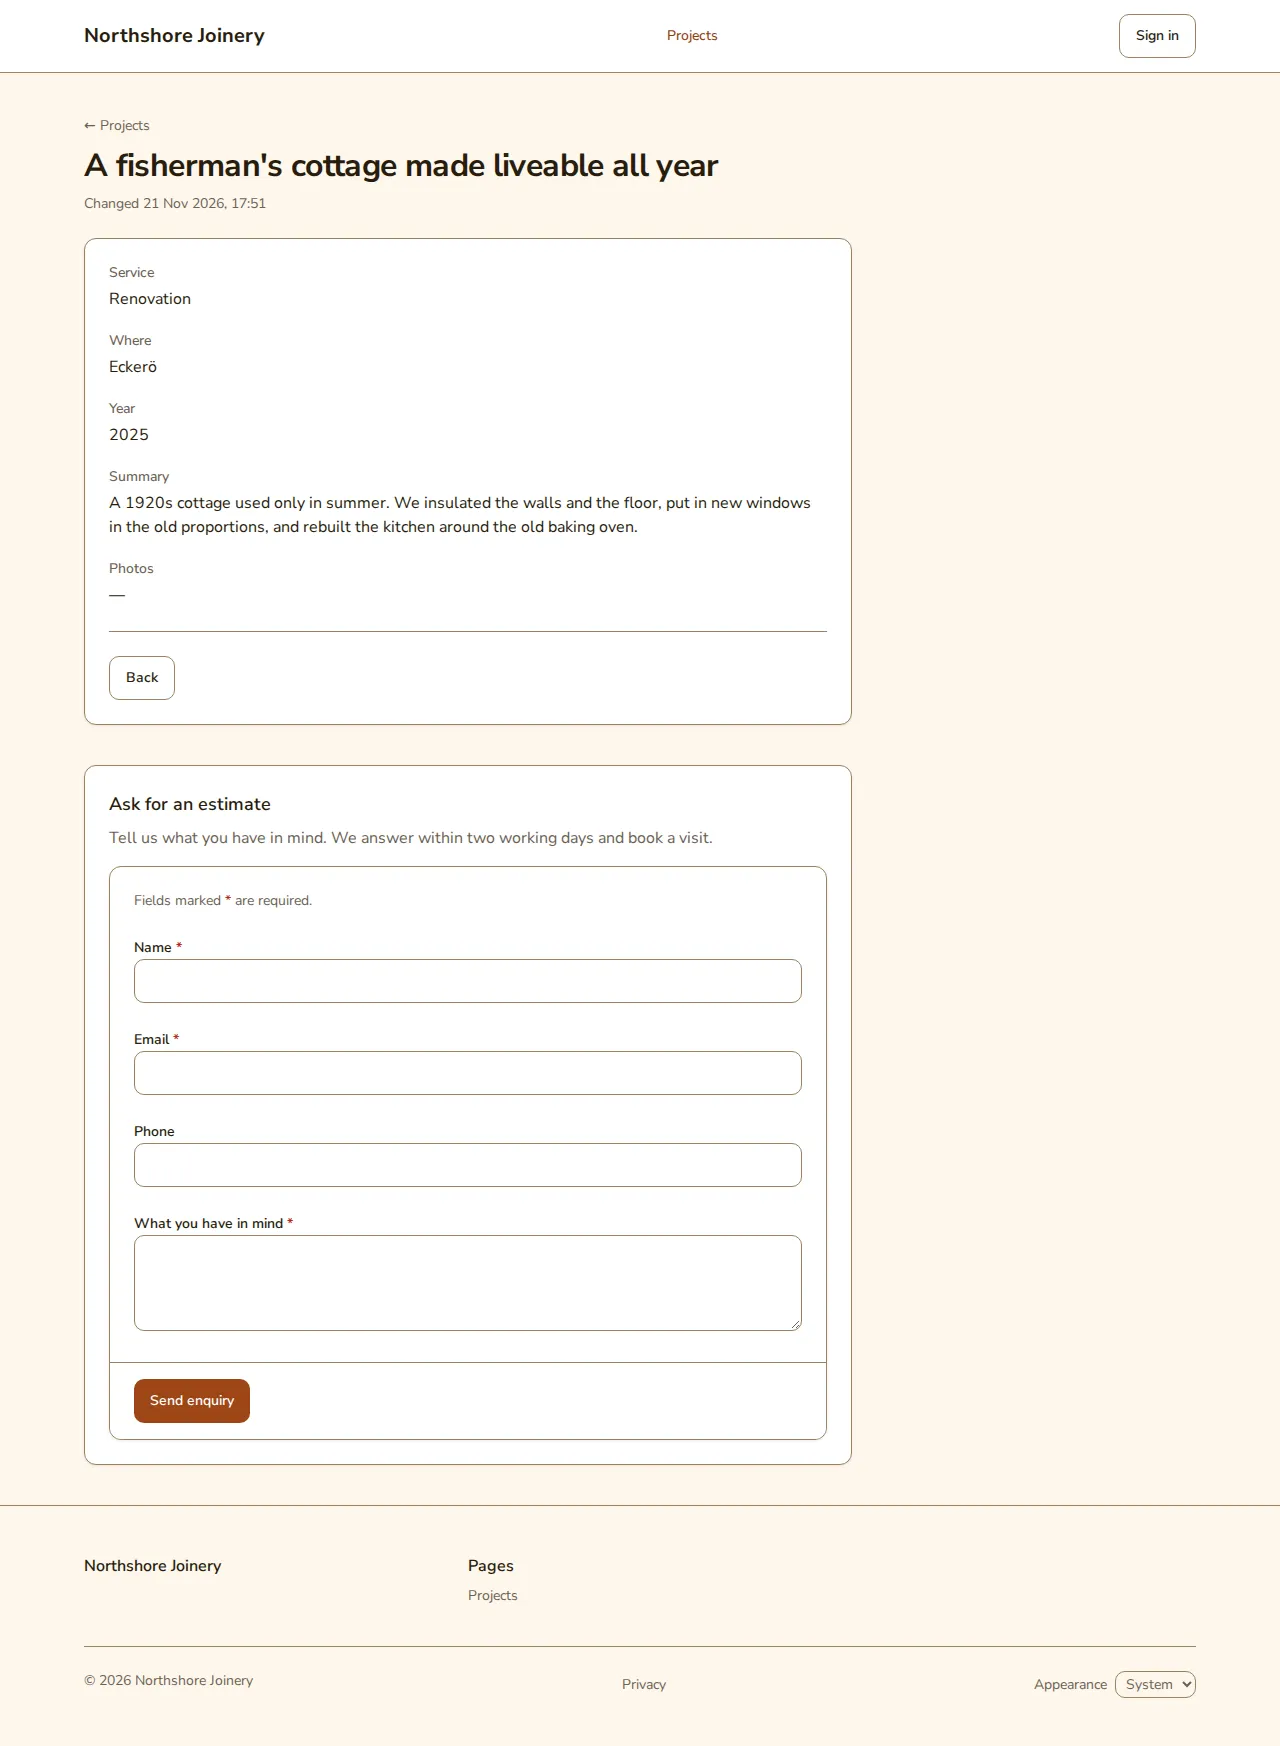 Northshore Joinery
Projects
Sign in
← Projects
A fisherman's cottage made liveable all year
Changed 21 Nov 2026, 17:51
Service
Renovation
Where
Eckerö
Year
2025
Summary
A 1920s cottage used only in summer. We insulated the walls and the floor, put in new windows
in the old proportions, and rebuilt the kitchen around the old baking oven.
Photos
—
Back
Ask for an estimate
Tell us what you have in mind. We answer within two working days and book a visit.
Fields marked * are required.
Name *
Email *
Phone
What you have in mind *
Send enquiry
Northshore Joinery
Pages
Projects
© 2026 Northshore Joinery
Privacy
Appearance System